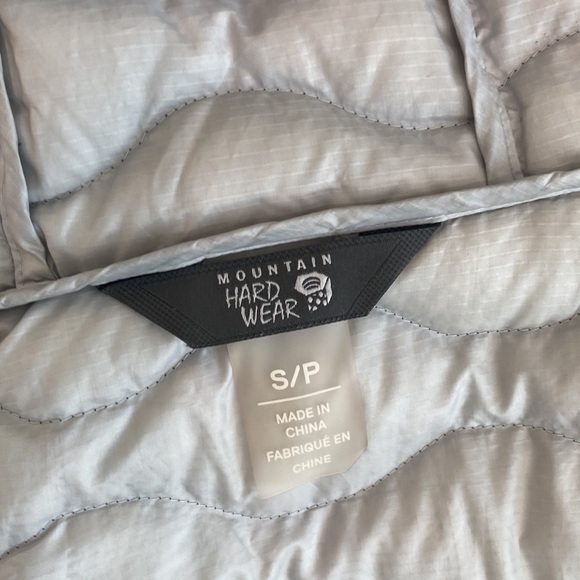 MOUNTAIN
HARD
WEAR
S/P
MADE IN
CHINA
FABRIQUÉ EN
CHINE